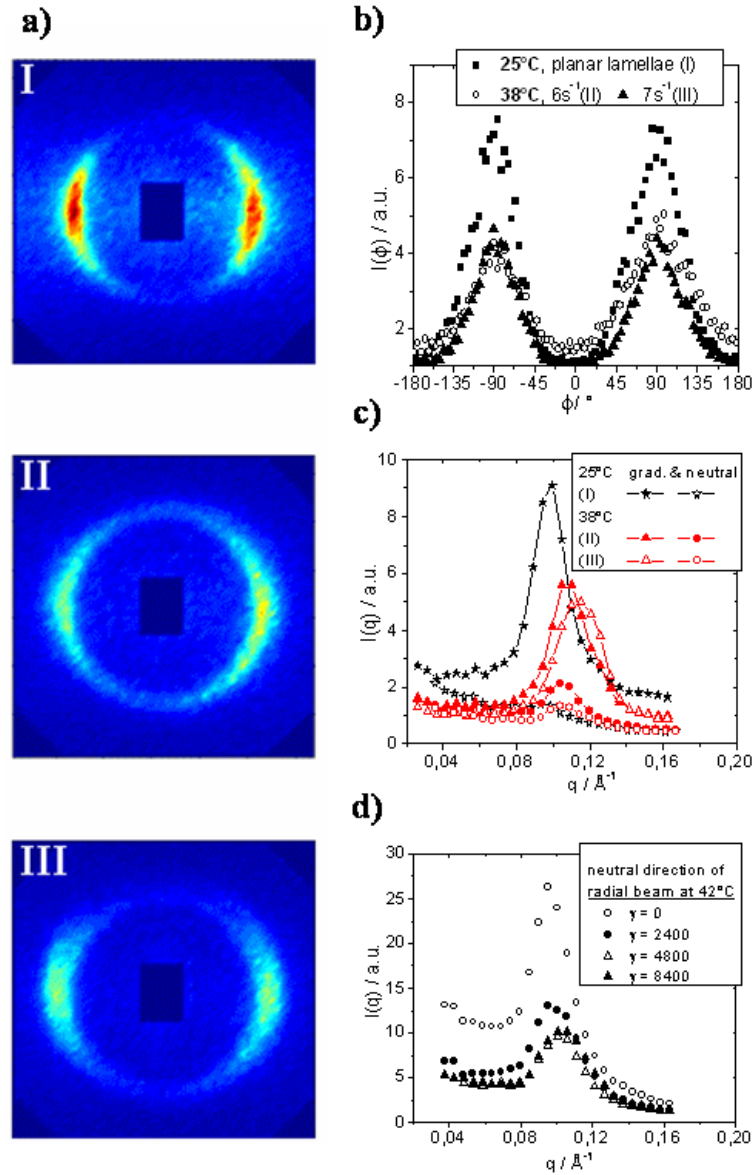 a)
I
II
III
b)
25°C, planar lamellae (I)
38°C, 6s⁻¹(II) 7s⁻¹(III)
8
6
4
2
I(ϕ) / a.u.
-180 -135 -90 -45 0 45 90 135 180
ϕ/ °
c)
25°C grad. & neutral
(I)
38°C
(II)
(III)
10
8
6
4
2
0
I(q) / a.u.
0,04 0,08 0,12 0,16 0,20
q / Å⁻¹
d)
neutral direction of
radial beam at 42°C
γ = 0
γ = 2400
γ = 4800
γ = 8400
30
25
20
15
10
5
0
I(q) / a.u.
0,04 0,08 0,12 0,16 0,20
q / Å⁻¹